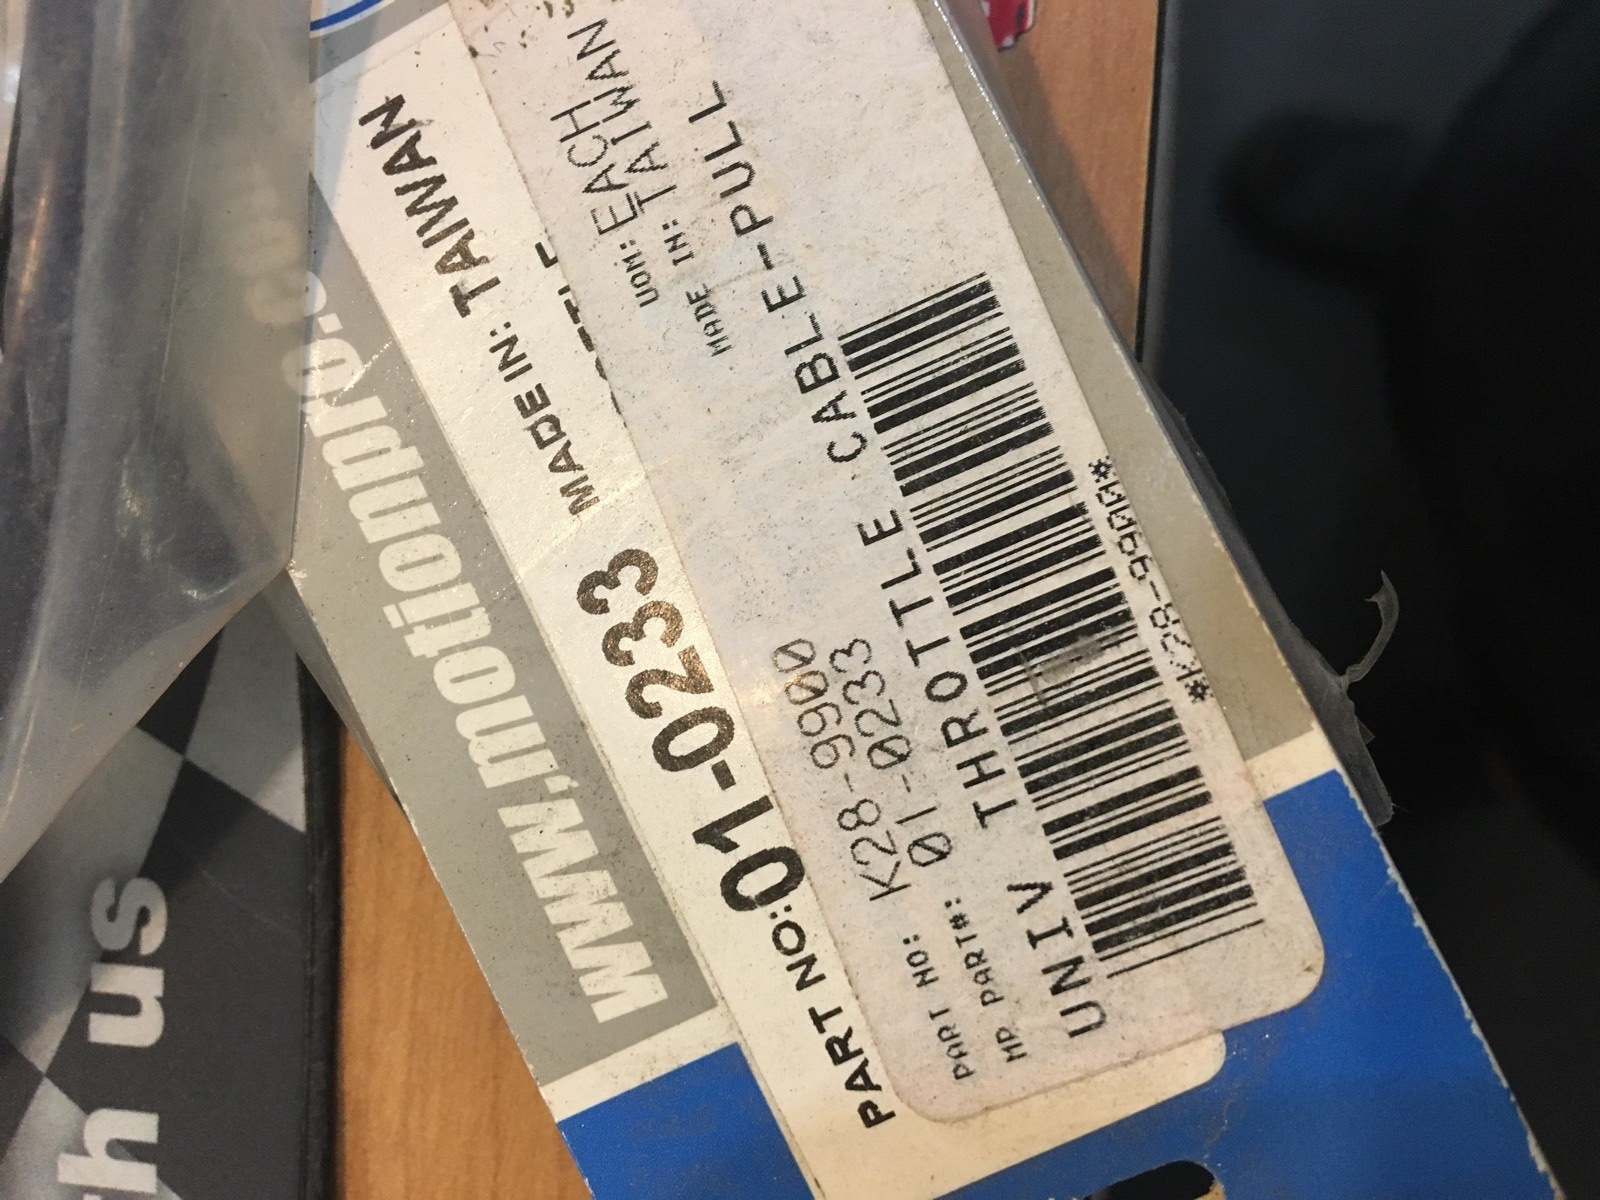 www.motionpro.c
PART NO: 01-0233 MADE IN: TAIWAN
PART NO: K28-9900 UOM: EACH
MR PART#: 01-0233 MADE IN: TAIWAN
UNIV THROTTLE CABLE-PULL
*K28-9900*
us